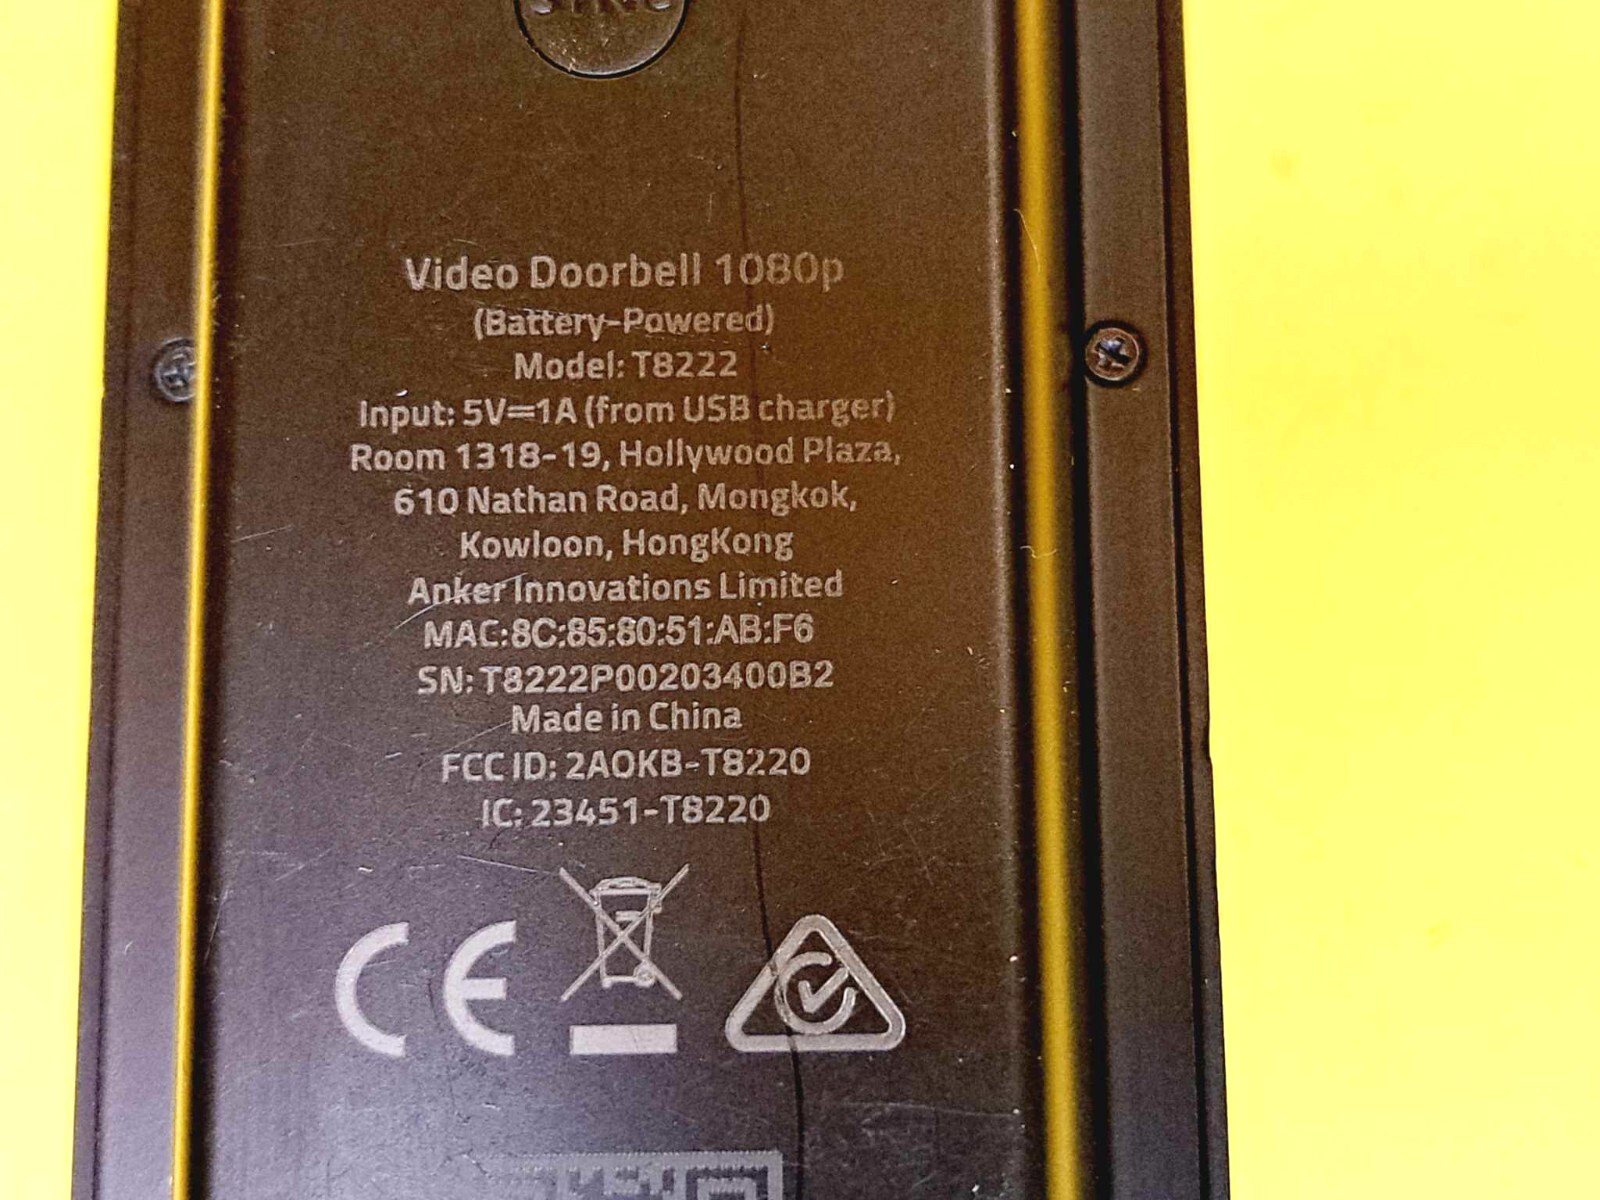 SYNC
Video Doorbell 1080p
(Battery-Powered)
Model: T8222
Input: 5V⎓1A (from USB charger)
Room 1318-19, Hollywood Plaza,
610 Nathan Road, Mongkok,
Kowloon, HongKong
Anker Innovations Limited
MAC:8C:85:80:51:AB:F6
SN: T8222P00203400B2
Made in China
FCC ID: 2AOKB-T8220
IC: 23451-T8220
CE